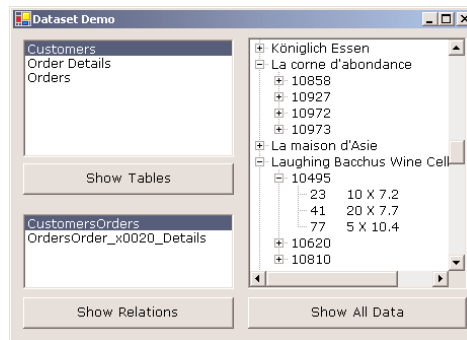 Dataset Demo
Customers
Order Details
Orders
Show Tables
CustomersOrders
OrdersOrder_x0020_Details
Show Relations
Königlich Essen
La corne d'abondance
10858
10927
10972
10973
La maison d'Asie
Laughing Bacchus Wine Cell
10495
23 10 X 7.2
41 20 X 7.7
77 5 X 10.4
10620
10810
Show All Data